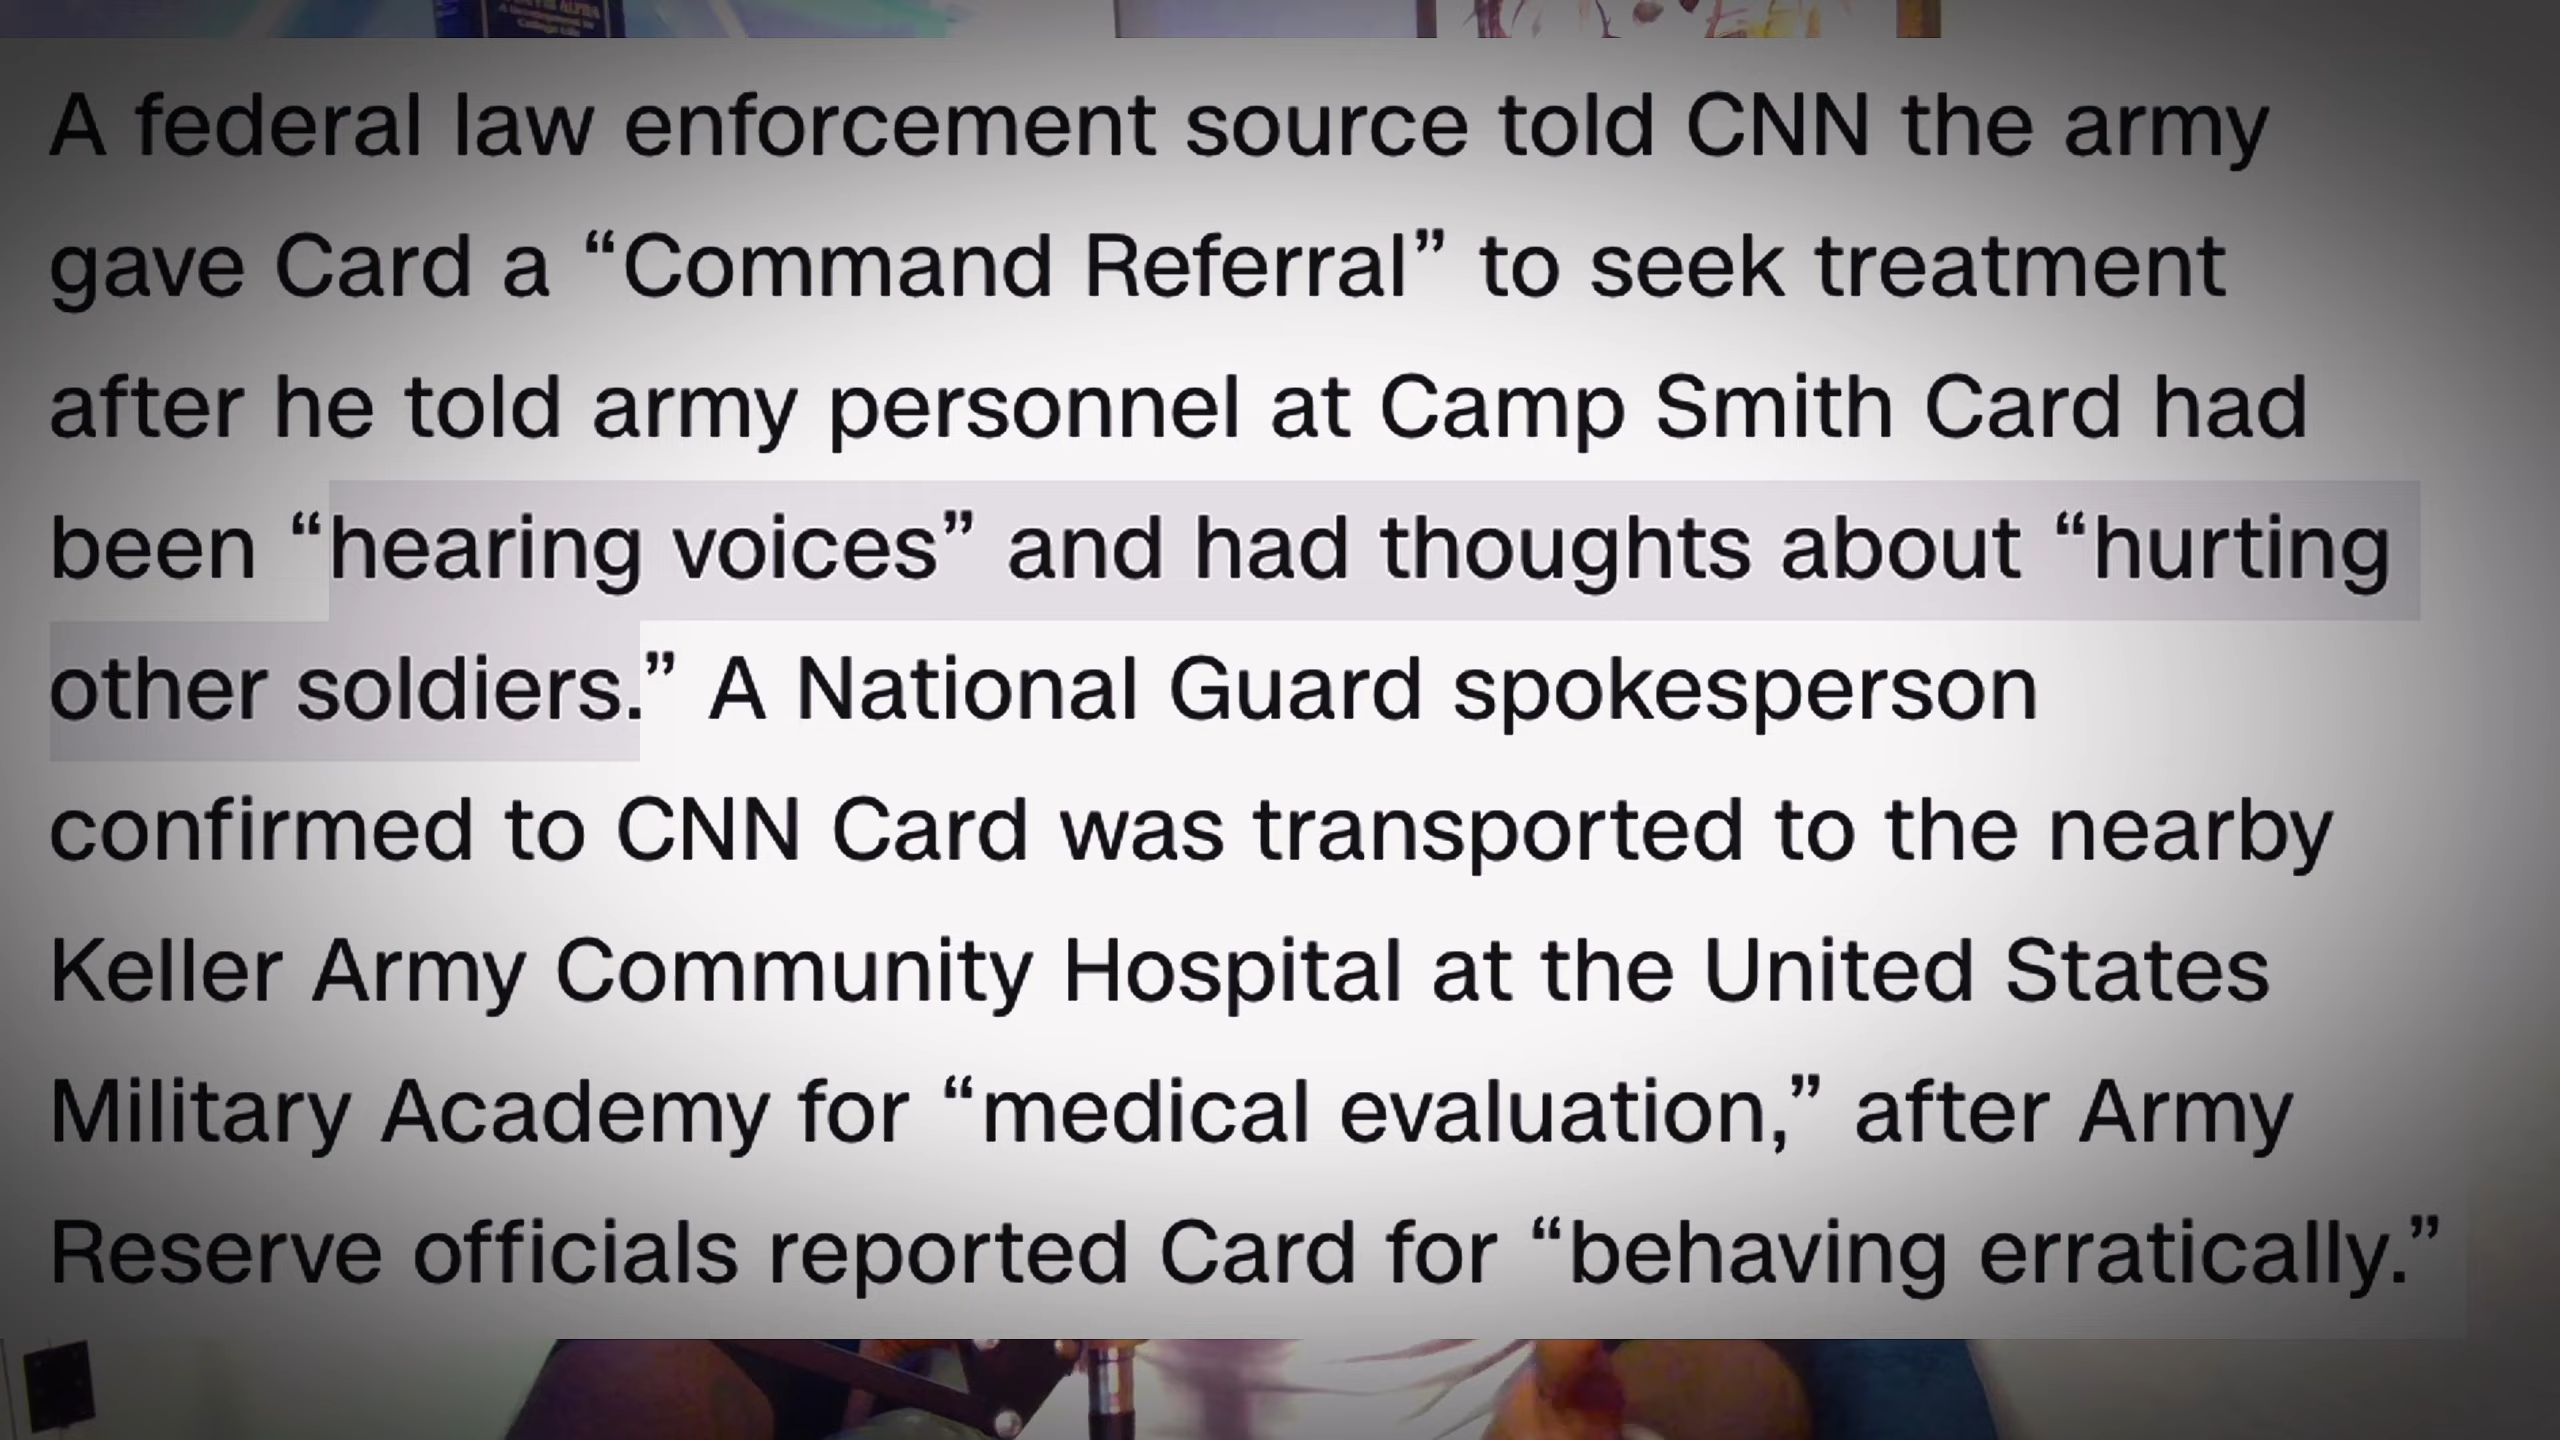 A federal law enforcement source told CNN the army
gave Card a “Command Referral” to seek treatment
after he told army personnel at Camp Smith Card had
been “hearing voices” and had thoughts about “hurting
other soldiers.” A National Guard spokesperson
confirmed to CNN Card was transported to the nearby
Keller Army Community Hospital at the United States
Military Academy for “medical evaluation,” after Army
Reserve officials reported Card for “behaving erratically.”